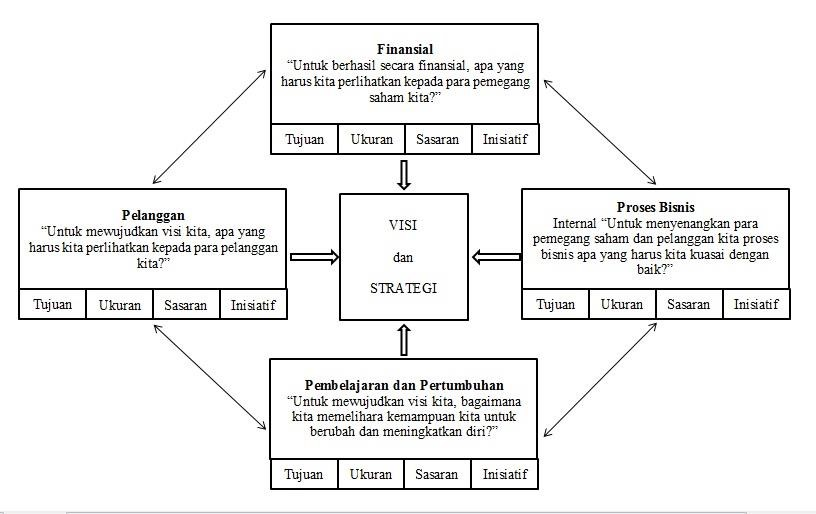 Finansial
“Untuk berhasil secara finansial, apa yang
harus kita perlihatkan kepada para pemegang
saham kita?”
Tujuan Ukuran Sasaran Inisiatif
Pelanggan
“Untuk mewujudkan visi kita, apa yang
harus kita perlihatkan kepada para pelanggan
kita?”
Tujuan Ukuran Sasaran Inisiatif
VISI
dan
STRATEGI
Proses Bisnis
Internal “Untuk menyenangkan para
pemegang saham dan pelanggan kita proses
bisnis apa yang harus kita kuasai dengan
baik?”
Tujuan Ukuran Sasaran Inisiatif
Pembelajaran dan Pertumbuhan
“Untuk mewujudkan visi kita, bagaimana
kita memelihara kemampuan kita untuk
berubah dan meningkatkan diri?”
Tujuan Ukuran Sasaran Inisiatif